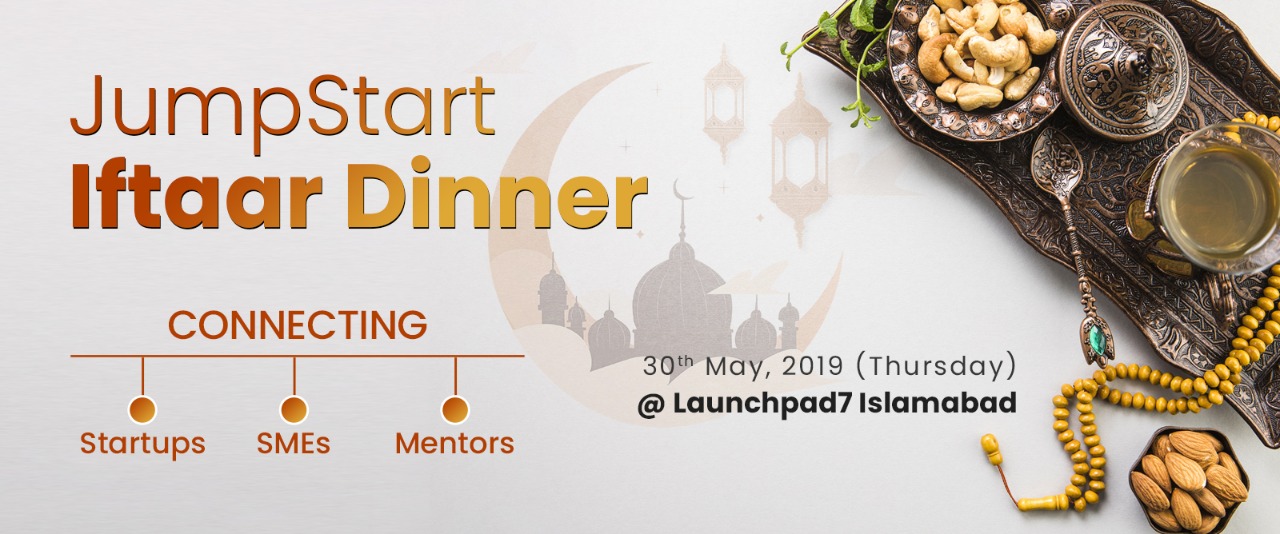 JumpStart
Iftaar Dinner
CONNECTING
Startups SMEs Mentors
30th May, 2019 (Thursday)
@ Launchpad7 Islamabad